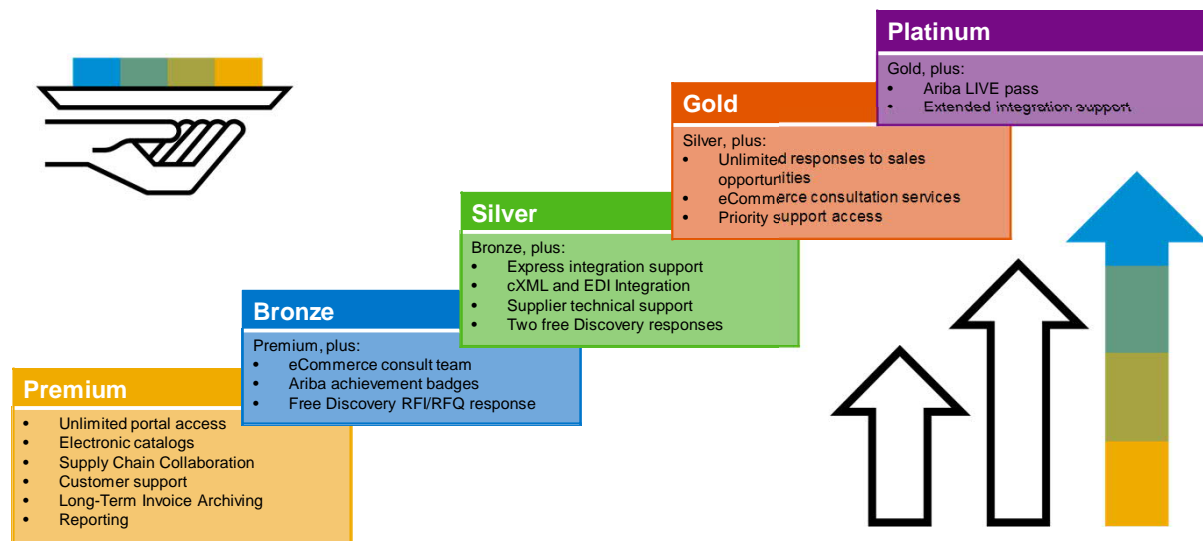 Platinum
Gold, plus:
• Ariba LIVE pass
• Extended integration support
Gold
Silver, plus:
• Unlimited responses to sales
opportunities
• eCommerce consultation services
• Priority support access
Silver
Bronze, plus:
• Express integration support
• cXML and EDI Integration
• Supplier technical support
• Two free Discovery responses
Bronze
Premium, plus:
• eCommerce consult team
• Ariba achievement badges
• Free Discovery RFI/RFQ response
Premium
• Unlimited portal access
• Electronic catalogs
• Supply Chain Collaboration
• Customer support
• Long-Term Invoice Archiving
• Reporting